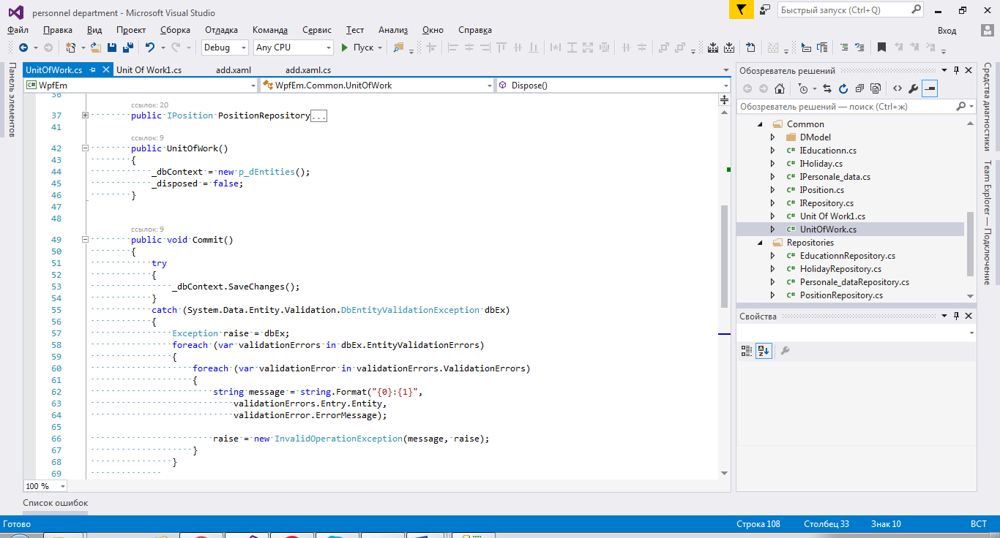 personnel department - Microsoft Visual Studio
Быстрый запуск (Ctrl+Q)
Файл Правка Вид Проект Сборка Отладка Команда Сервис Тест Анализ Окно Справка
Вход
Debug Any CPU Пуск
Панель элементов
UnitOfWork.cs Unit Of Work1.cs add.xaml add.xaml.cs
WpfEm WpfEm.Common.UnitOfWork Dispose()
36
ссылок: 20
37 public IPosition PositionRepository...
41
ссылок: 9
42 public UnitOfWork()
43 {
44 _dbContext = new p_dEntities();
45 _disposed = false;
46 }
47
48
ссылок: 9
49 public void Commit()
50 {
51 try
52 {
53 _dbContext.SaveChanges();
54 }
55 catch (System.Data.Entity.Validation.DbEntityValidationException dbEx)
56 {
57 Exception raise = dbEx;
58 foreach (var validationErrors in dbEx.EntityValidationErrors)
59 {
60 foreach (var validationError in validationErrors.ValidationErrors)
61 {
62 string message = string.Format("{0}:{1}",
63 validationErrors.Entry.Entity,
64 validationError.ErrorMessage);
65
66 raise = new InvalidOperationException(message, raise);
67 }
68 }
69
100 %
Обозреватель решений
Обозреватель решений — поиск (Ctrl+ж)
Common
DModel
C# IEducationn.cs
C# IHoliday.cs
C# IPersonale_data.cs
C# IPosition.cs
C# IRepository.cs
C# Unit Of Work1.cs
C# UnitOfWork.cs
Repositories
C# EducationnRepository.cs
C# HolidayRepository.cs
C# Personale_dataRepository.cs
C# PositionRepository.cs
Свойства
Средства диагностики
Team Explorer — Подключение
Список ошибок
Готово Строка 108 Столбец 33 Знак 10 ВСТ